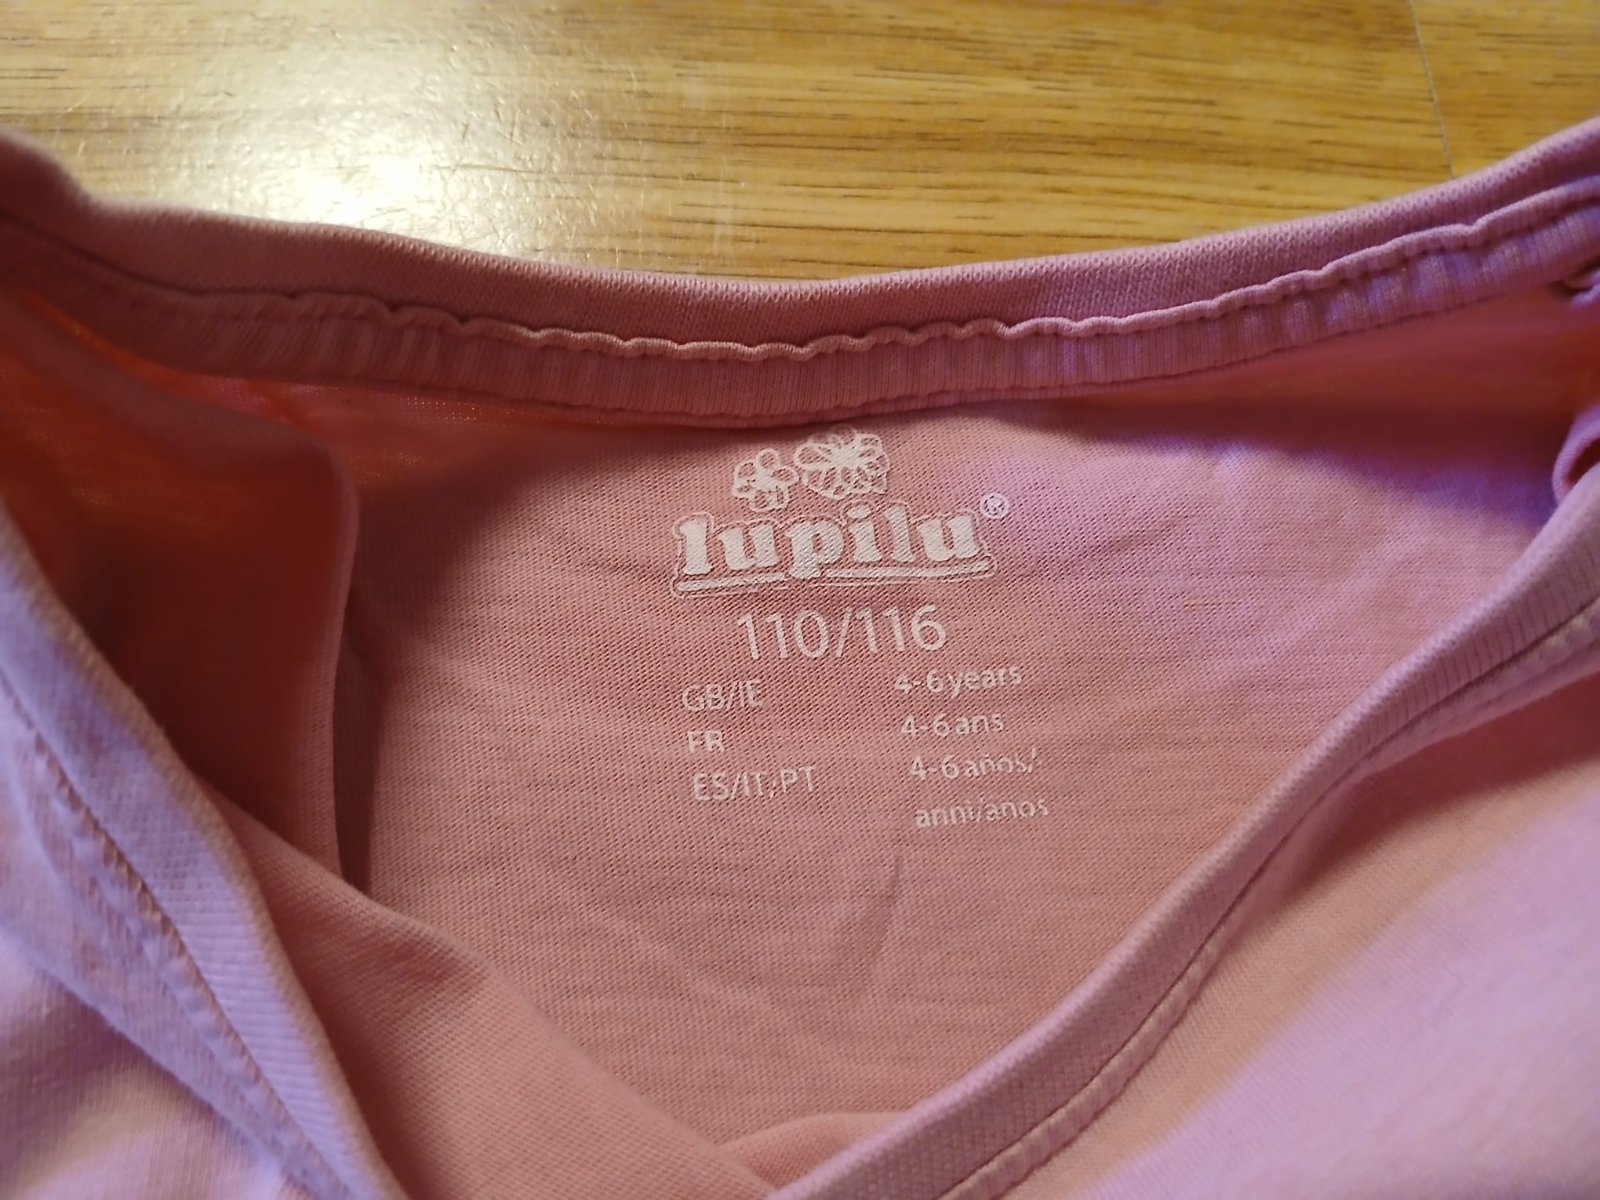 lupilu®
110/116
GB/IE 4-6 years
FR 4-6 ans
ES/IT/PT 4-6 años/
anni/anos